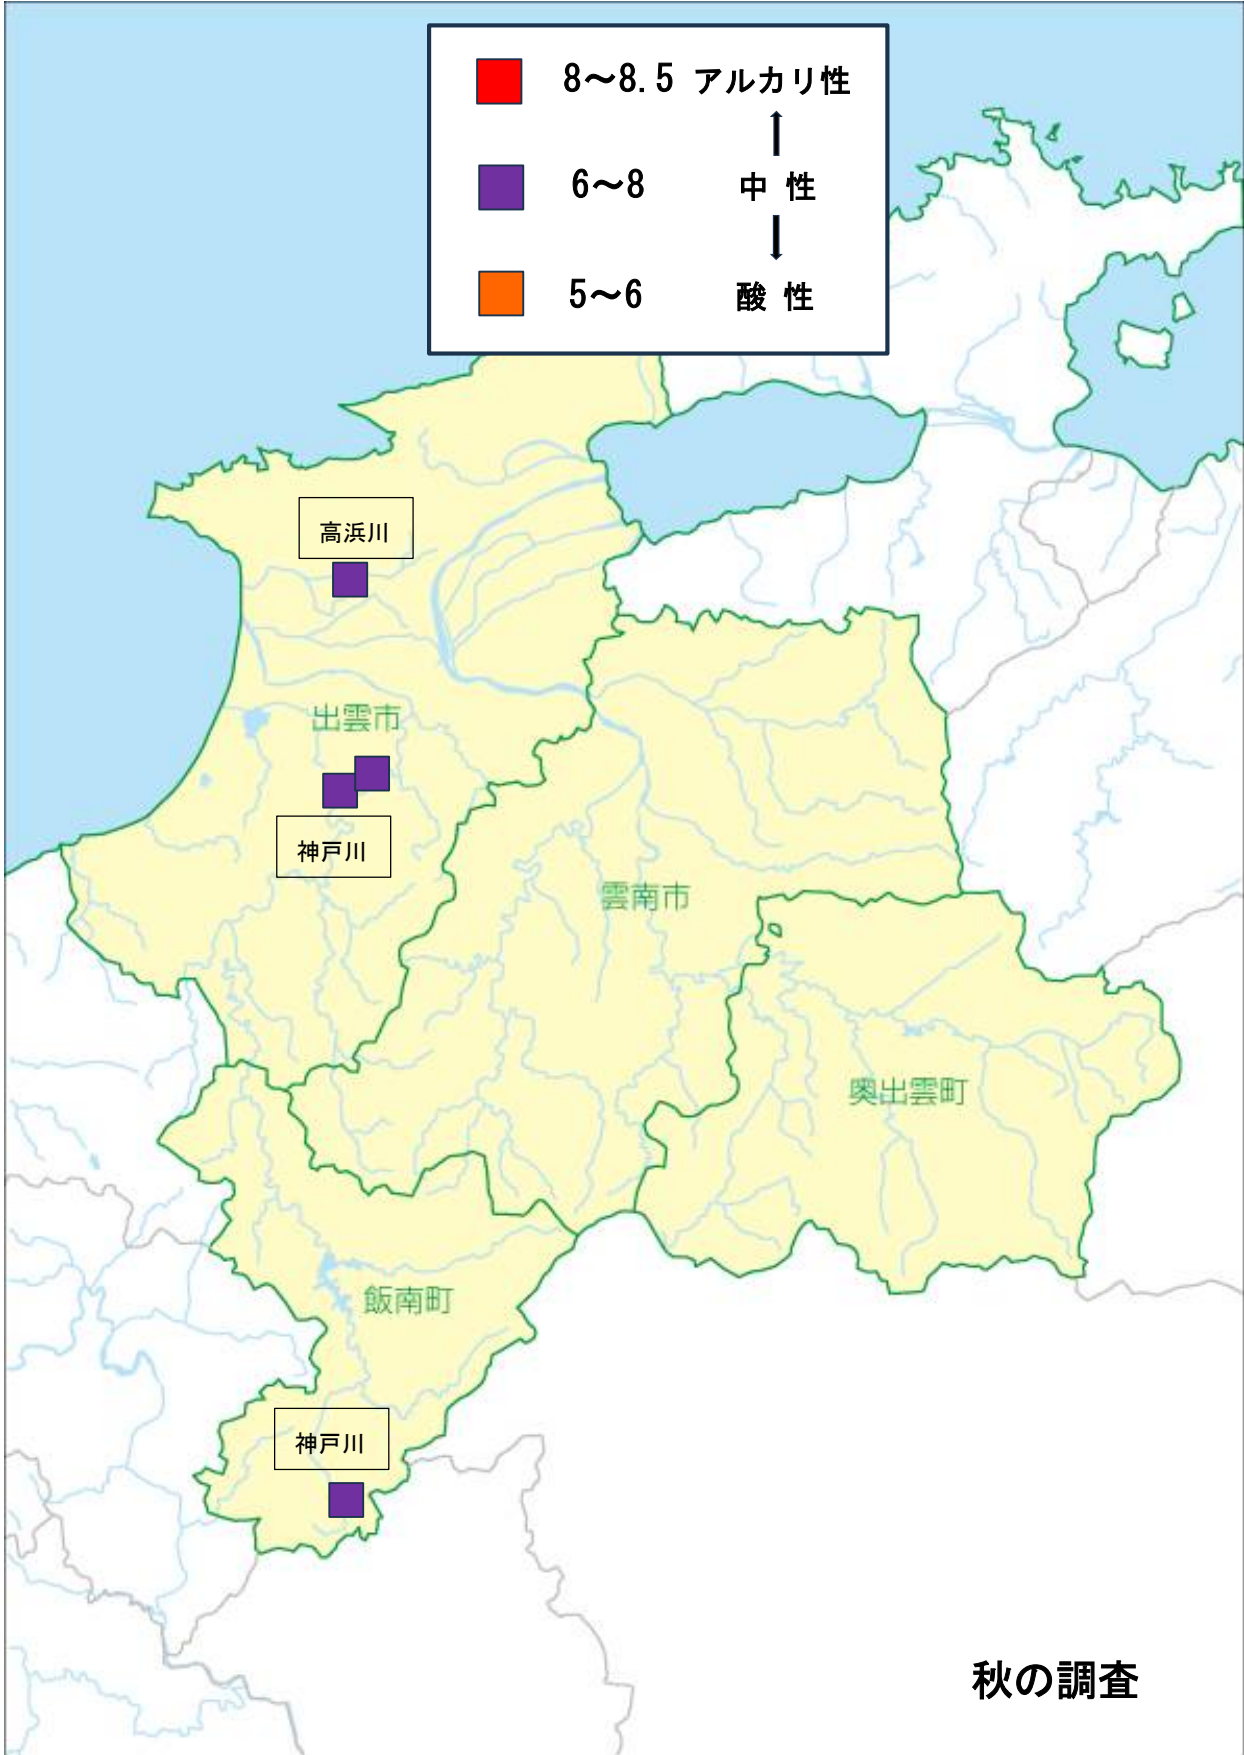 8～8.5 アルカリ性
6～8 中 性
5～6 酸 性
高浜川
出雲市
神戸川
雲南市
奥出雲町
飯南町
神戸川
秋の調査